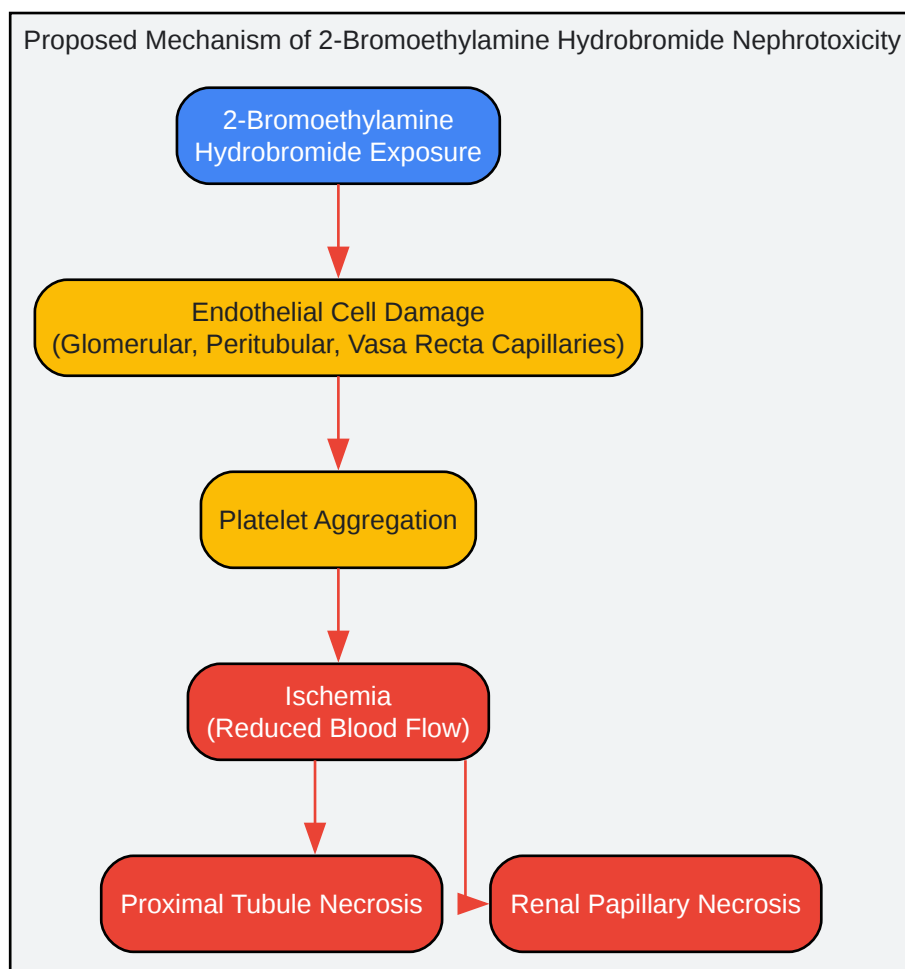 Proposed Mechanism of 2-Bromoethylamine Hydrobromide Nephrotoxicity
2-Bromoethylamine
Hydrobromide Exposure
Endothelial Cell Damage
(Glomerular, Peritubular, Vasa Recta Capillaries)
Platelet Aggregation
Ischemia
(Reduced Blood Flow)
Proximal Tubule Necrosis
Renal Papillary Necrosis